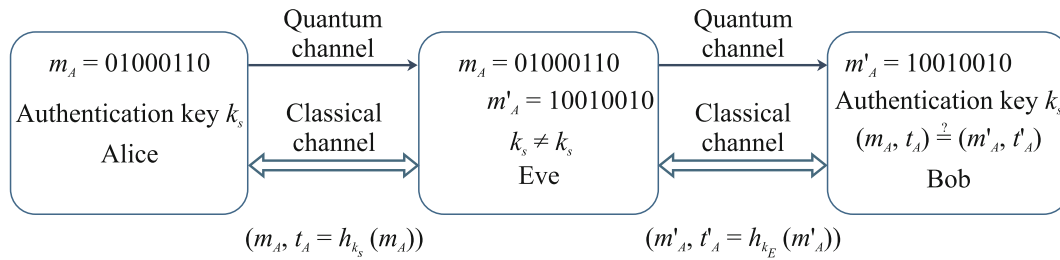 Quantum channel
Quantum channel
m_A = 01000110
Authentication key k_s
Alice
Classical channel
m_A = 01000110
m'_A = 10010010
k_s ≠ k_s
Eve
Classical channel
m'_A = 10010010
Authentication key k_s
(m_A, t_A) ≟ (m'_A, t'_A)
Bob
(m_A, t_A = h_{k_s} (m_A))
(m'_A, t'_A = h_{k_E} (m'_A))